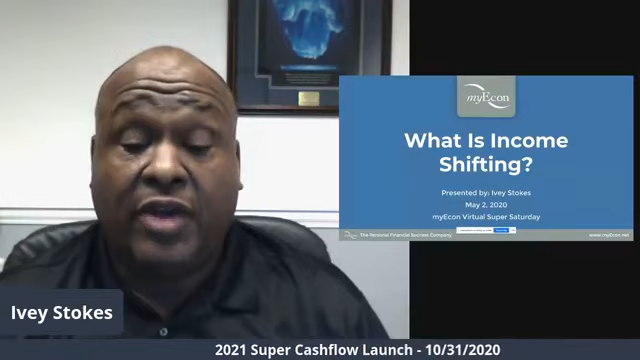 myEcon
What Is Income
Shifting?
Presented by: Ivey Stokes
May 2, 2020
myEcon Virtual Super Saturday
The Personal Financial Success Company
www.myEcon.net
Ivey Stokes
2021 Super Cashflow Launch - 10/31/2020